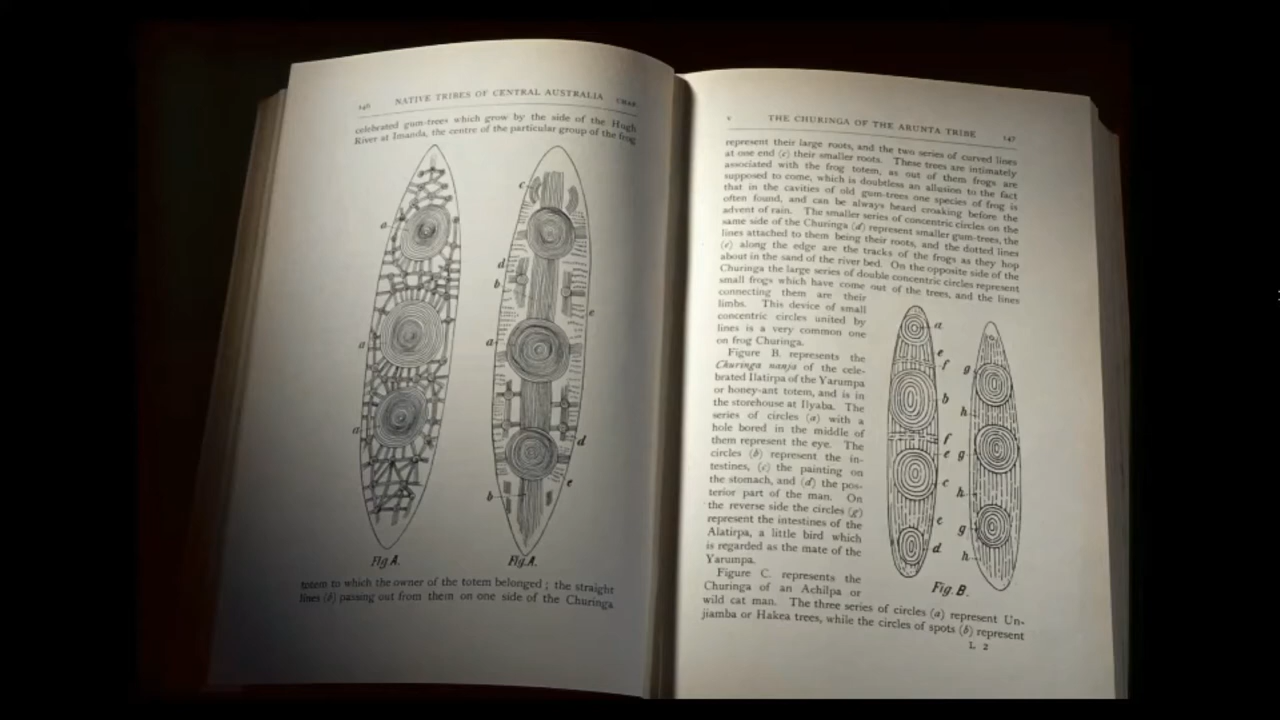 146 NATIVE TRIBES OF CENTRAL AUSTRALIA CHAP.
celebrated gum-trees which grow by the side of the Hugh
River at Imanda, the centre of the particular group of the frog
a
a
a
Fig A.
c
d
b
e
a
d
e
b
Fig. A.
totem to which the owner of the totem belonged ; the straight
lines (b) passing out from them on one side of the Churinga
v THE CHURINGA OF THE ARUNTA TRIBE 147
represent their large roots, and the two series of curved lines
at one end (c) their smaller roots. These trees are intimately
associated with the frog totem, as out of them frogs are
supposed to come, which is doubtless an allusion to the fact
that in the cavities of old gum-trees one species of frog is
often found, and can be always heard croaking before the
advent of rain. The smaller series of concentric circles on the
same side of the Churinga (d) represent smaller gum-trees, the
lines attached to them being their roots, and the dotted lines
(e) along the edge are the tracks of the frogs as they hop
about in the sand of the river bed. On the opposite side of the
Churinga the large series of double concentric circles represent
small frogs which have come out of the trees, and the lines
connecting them are their
limbs. This device of small
concentric circles united by
lines is a very common one
on frog Churinga.
Figure B. represents the
Churinga nanja of the cele-
brated Ilatirpa of the Yarumpa
or honey-ant totem, and is in
the storehouse at Ilyaba. The
series of circles (a) with a
hole bored in the middle of
them represent the eye. The
circles (b) represent the in-
testines, (c) the painting on
the stomach, and (d) the pos-
terior part of the man. On
the reverse side the circles (g)
represent the intestines of the
Alatirpa, a little bird which
is regarded as the mate of the
Yarumpa.
Figure C. represents the
Churinga of an Achilpa or
wild cat man. The three series of circles (a) represent Un-
jiamba or Hakea trees, while the circles of spots (b) represent
a
e
f
b
f
e
c
e
d
g
h
g
h
g
h
Fig. B.
L 2